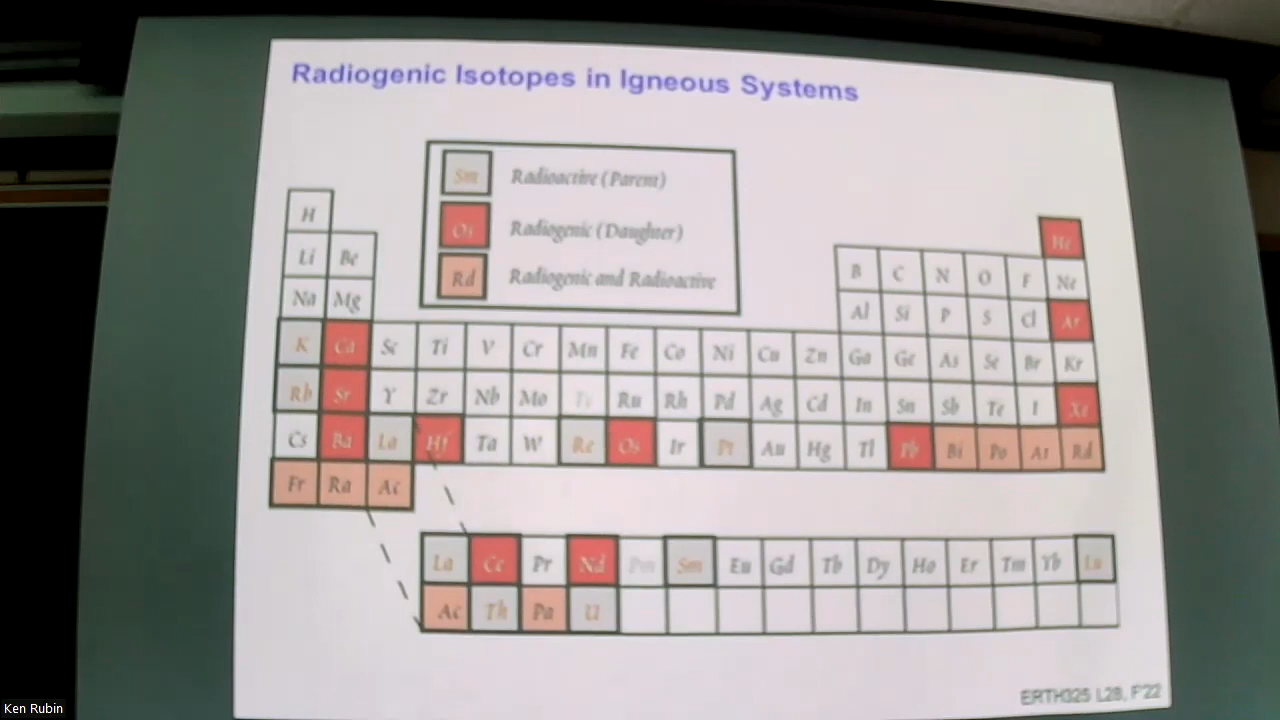 Radiogenic Isotopes in Igneous Systems
Sm Radioactive (Parent)
Os Radiogenic (Daughter)
Rd Radiogenic and Radioactive
H He
Li Be B C N O F Ne
Na Mg Al Si P S Cl Ar
K Ca Sc Ti V Cr Mn Fe Co Ni Cu Zn Ga Ge As Se Br Kr
Rb Sr Y Zr Nb Mo Tc Ru Rh Pd Ag Cd In Sn Sb Te I Xe
Cs Ba La Hf Ta W Re Os Ir Pt Au Hg Tl Pb Bi Po At Rd
Fr Ra Ac
La Ce Pr Nd Pm Sm Eu Gd Tb Dy Ho Er Tm Yb Lu
Ac Th Pa U
ERTH325 L28, F'22
Ken Rubin